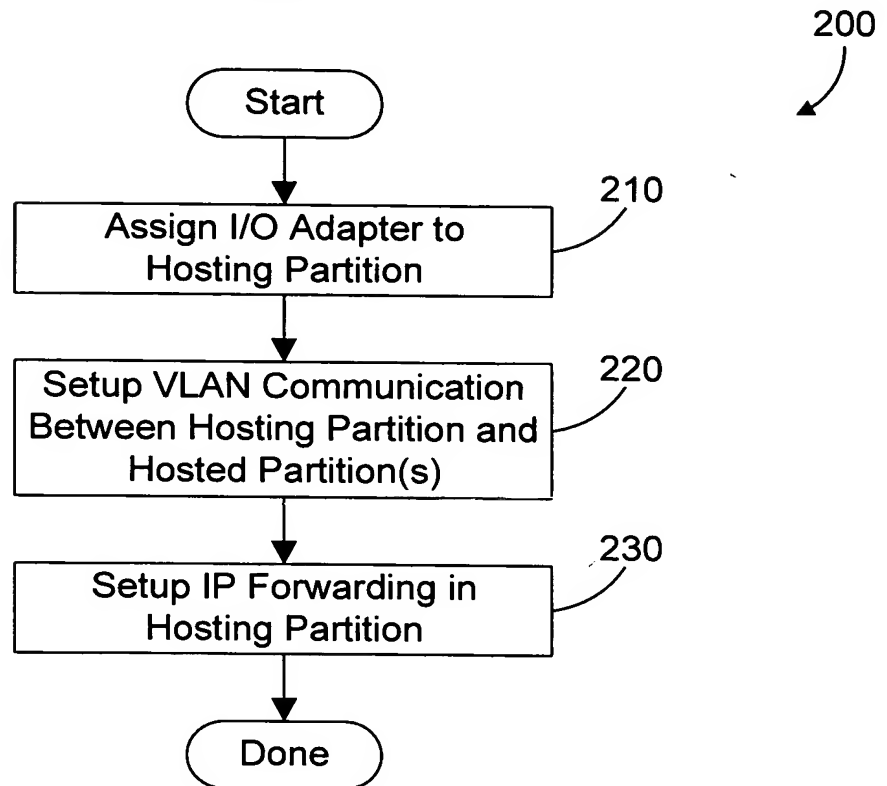 200
Start
210
Assign I/O Adapter to
Hosting Partition
220
Setup VLAN Communication
Between Hosting Partition and
Hosted Partition(s)
230
Setup IP Forwarding in
Hosting Partition
Done